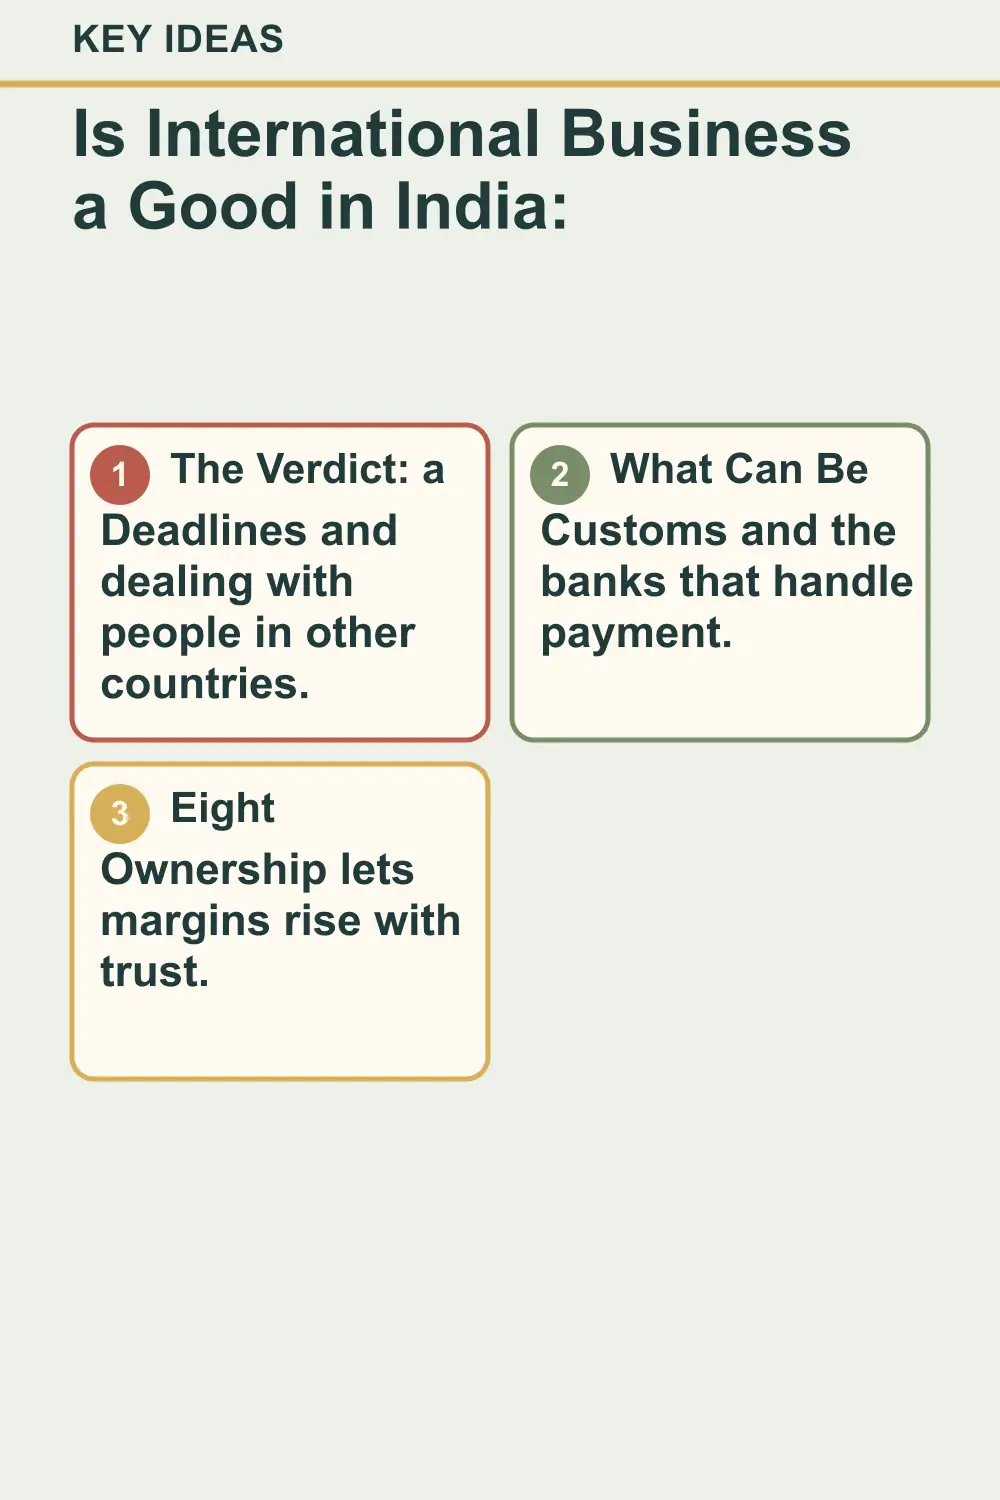 KEY IDEAS
Is International Business
a Good in India:
1 The Verdict: a
Deadlines and
dealing with
people in other
countries.
2 What Can Be
Customs and the
banks that handle
payment.
3 Eight
Ownership lets
margins rise with
trust.